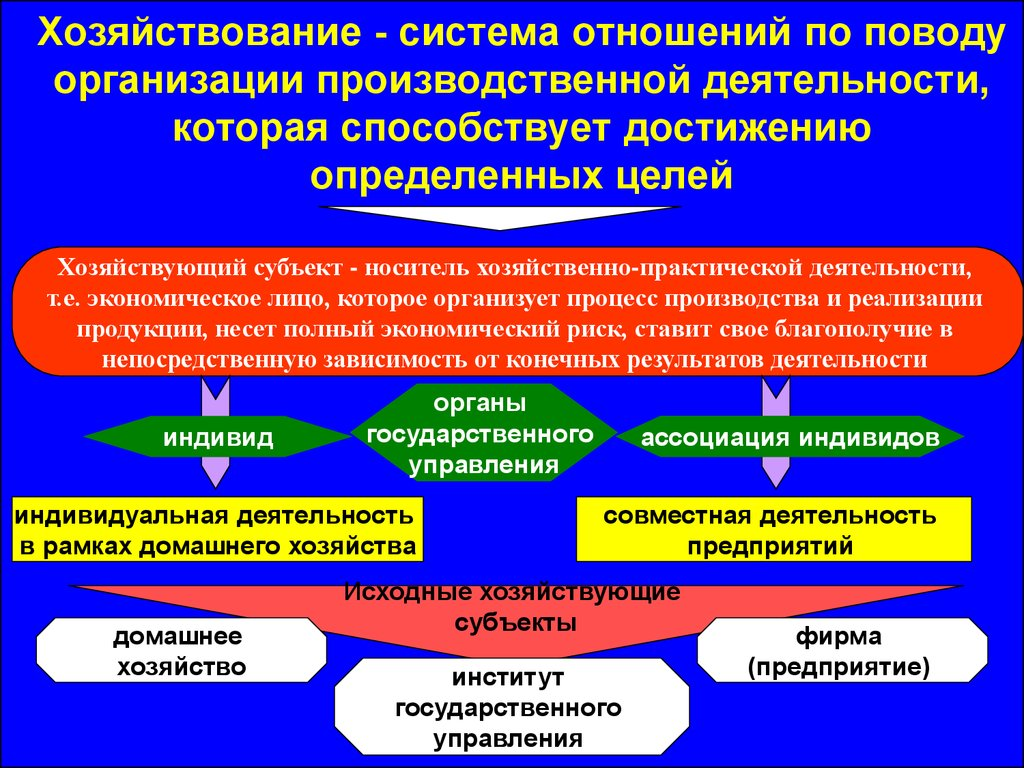 Хозяйствование - система отношений по поводу
организации производственной деятельности,
которая способствует достижению
определенных целей
Хозяйствующий субъект - носитель хозяйственно-практической деятельности,
т.е. экономическое лицо, которое организует процесс производства и реализации
продукции, несет полный экономический риск, ставит свое благополучие в
непосредственную зависимость от конечных результатов деятельности
индивид
органы
государственного
управления
ассоциация индивидов
индивидуальная деятельность
в рамках домашнего хозяйства
совместная деятельность
предприятий
Исходные хозяйствующие
субъекты
домашнее
хозяйство
институт
государственного
управления
фирма
(предприятие)